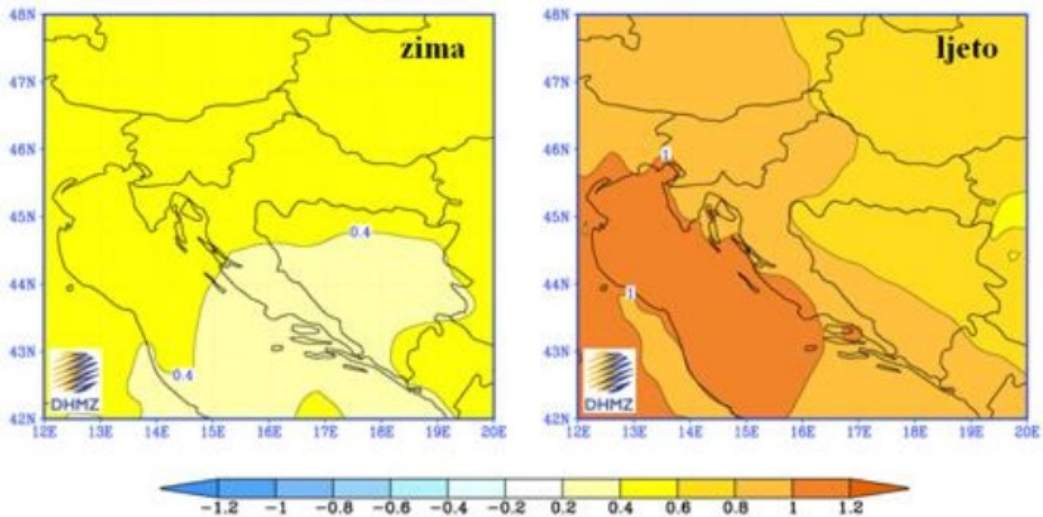 48N
zima
47N
46N
45N
0.4
44N
43N
0.4
DHMZ
42N
12E 13E 14E 15E 16E 17E 18E 19E 20E
48N
ljeto
47N
46N
1
45N
44N
1
43N
DHMZ
42N
12E 13E 14E 15E 16E 17E 18E 19E 20E
-1.2 -1 -0.8 -0.6 -0.4 -0.2 0.2 0.4 0.6 0.8 1 1.2